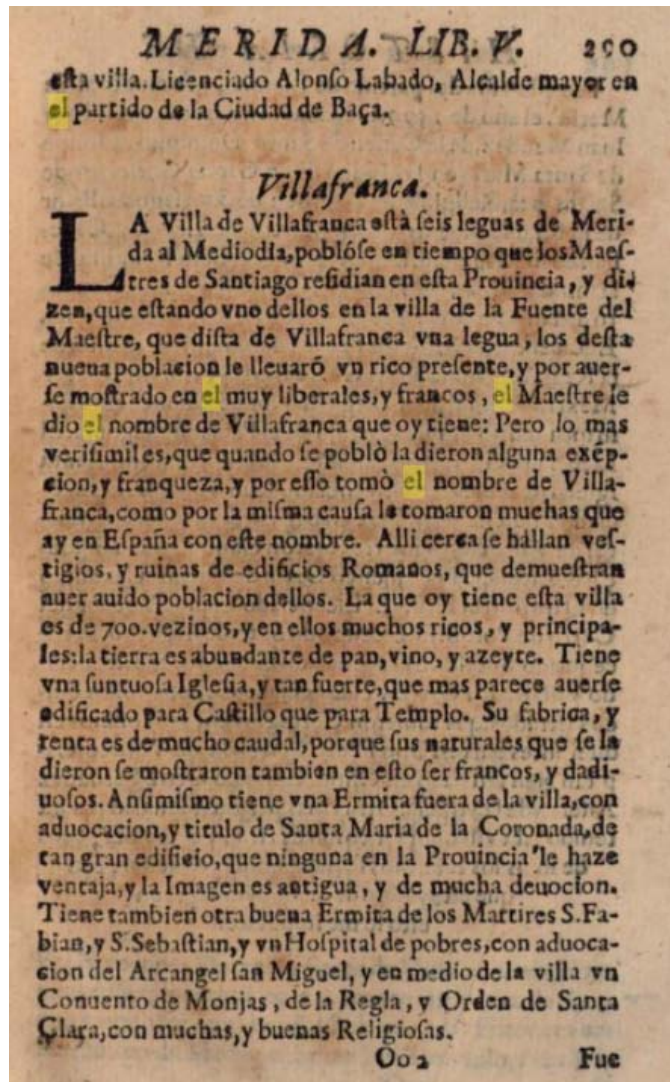 MERIDA. LIB. V. 290
esta villa. Licenciado Alonso Labado, Alcalde mayor en
el partido de la Ciudad de Baça.
Villafranca.
LA Villa de Villafranca està seis leguas de Meri-
da al Mediodia, poblóse en tiempo que los Maes-
tres de Santiago residian en esta Prouincia, y di-
zen, que estando vno dellos en la villa de la Fuente del
Maestre, que dista de Villafranca vna legua, los desta
nueua poblacion le lleuarō vn rico presente, y por auer-
se mostrado en el muy liberales, y francos, el Maestre le
dio el nombre de Villafranca que oy tiene: Pero lo mas
verisimil es, que quando se poblò la dieron alguna exēp-
cion, y franqueza, y por esso tomò el nombre de Villa-
franca, como por la misma causa le tomaron muchas que
ay en España con este nombre. Alli cerca se hallan ves-
tigios, y ruinas de edificios Romanos, que demuestran
auer auido poblacion dellos. La que oy tiene esta villa
es de 700. vezinos, y en ellos muchos ricos, y principa-
les: la tierra es abundante de pan, vino, y azeyte. Tiene
vna suntuosa Iglesia, y tan fuerte, que mas parece auerse
edificado para Castillo que para Templo. Su fabrica, y
renta es de mucho caudal, porque sus naturales que se la
dieron se mostraron tambien en esto ser francos, y dadi-
uosos. Ansimismo tiene vna Ermita fuera de la villa, con
aduocacion, y titulo de Santa Maria de la Coronada, de
tan gran edificio, que ninguna en la Prouincia le haze
ventaja, y la Imagen es antigua, y de mucha deuocion.
Tiene tambien otra buena Ermita de los Martires S. Fa-
bian, y S. Sebastian, y vn Hospital de pobres, con aduoca-
cion del Arcangel san Miguel, y en medio de la villa vn
Conuento de Monjas, de la Regla, y Orden de Santa
Clara, con muchas, y buenas Religiosas.
Oo 2 Fue